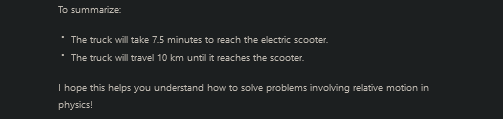 To summarize:
• The truck will take 7.5 minutes to reach the electric scooter.
• The truck will travel 10 km until it reaches the scooter.
I hope this helps you understand how to solve problems involving relative motion in
physics!